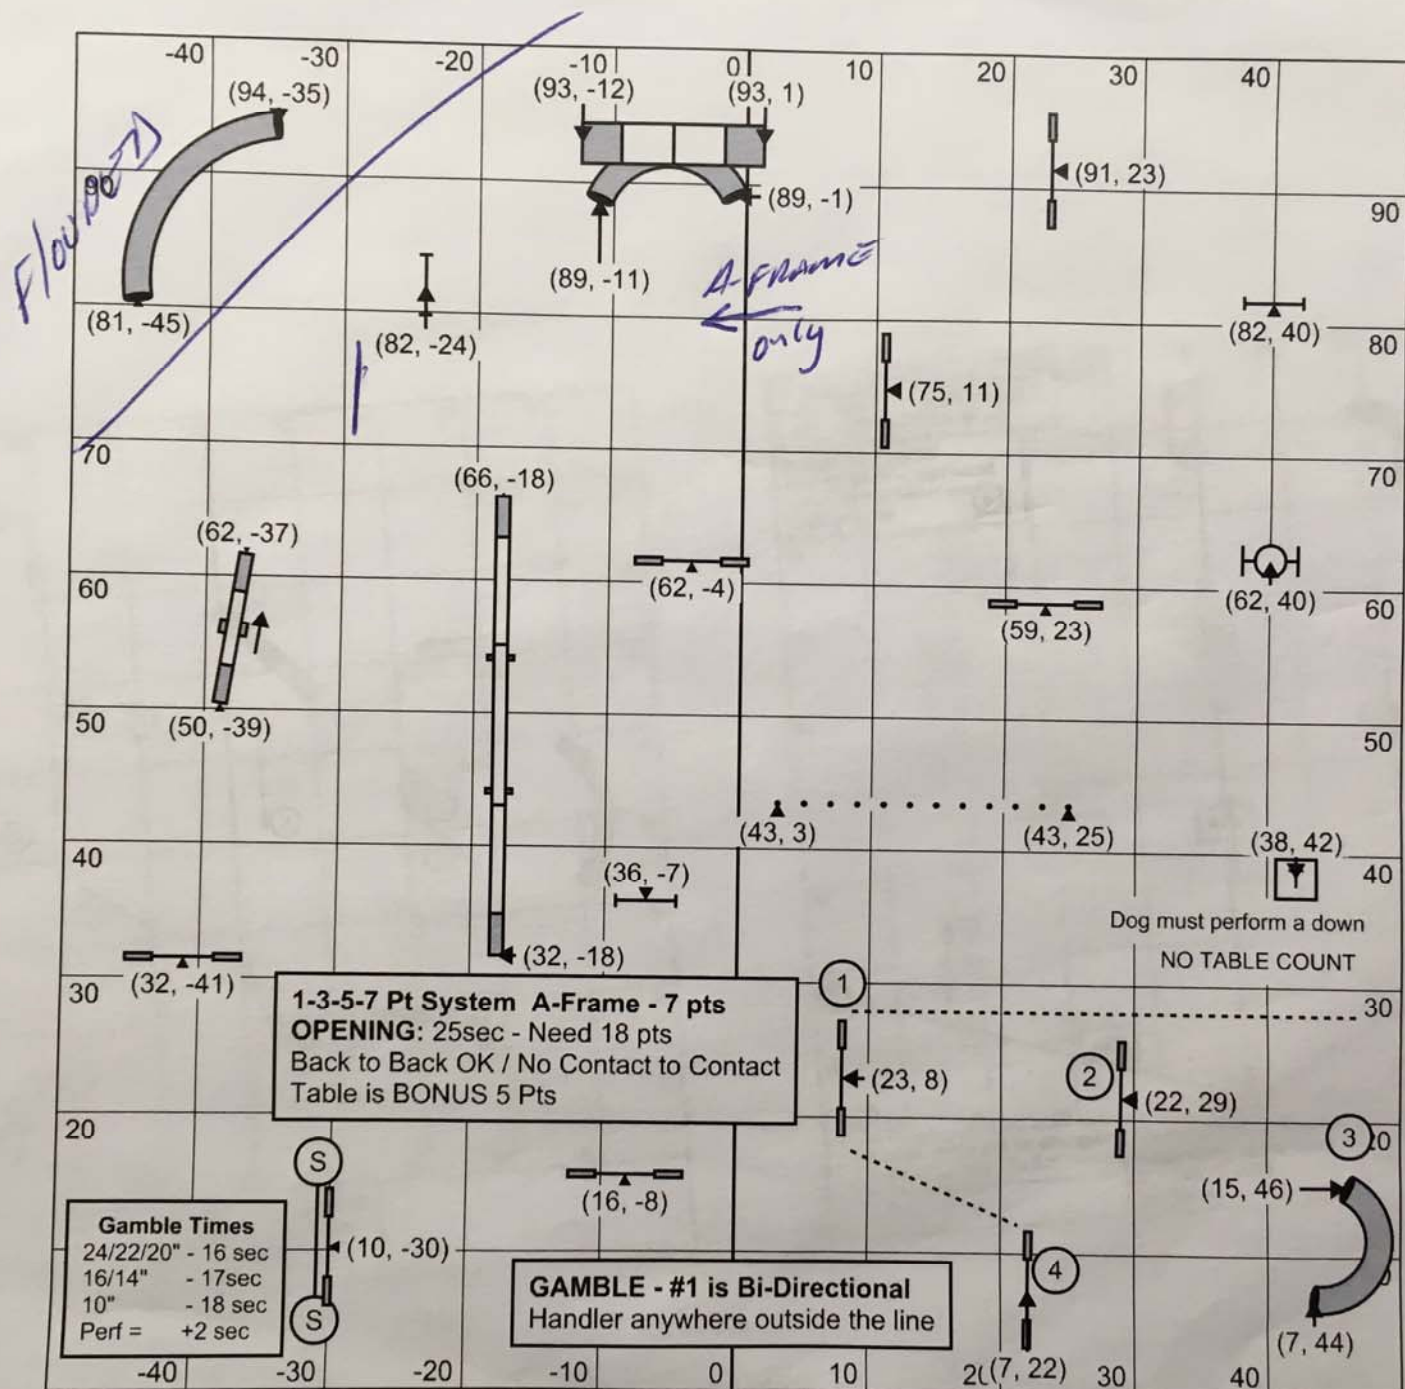 -40 -30 -20 -10 0 10 20 30 40
(94, -35) (93, -12) (93, 1)
FlOUNDED
(91, 23)
90 90
(89, -1)
(89, -11)
A-FRAME
only
(81, -45)
(82, -24)
(82, 40)
80
(75, 11)
70 70
(66, -18)
(62, -37)
(62, -4)
(62, 40)
60 60
(59, 23)
50 50
(50, -39)
(43, 3) (43, 25)
(38, 42)
40 40
(36, -7)
Dog must perform a down
NO TABLE COUNT
(32, -18)
(32, -41)
30 30
1
1-3-5-7 Pt System A-Frame - 7 pts
OPENING: 25sec - Need 18 pts
Back to Back OK / No Contact to Contact
Table is BONUS 5 Pts
(23, 8)
2
(22, 29)
20 20
3
S
(16, -8)
(15, 46)
Gamble Times
24/22/20" - 16 sec
16/14" - 17sec
10" - 18 sec
Perf = +2 sec
(10, -30)
S
4
GAMBLE - #1 is Bi-Directional
Handler anywhere outside the line
(7, 22)
(7, 44)
-40 -30 -20 -10 0 10 20 30 40